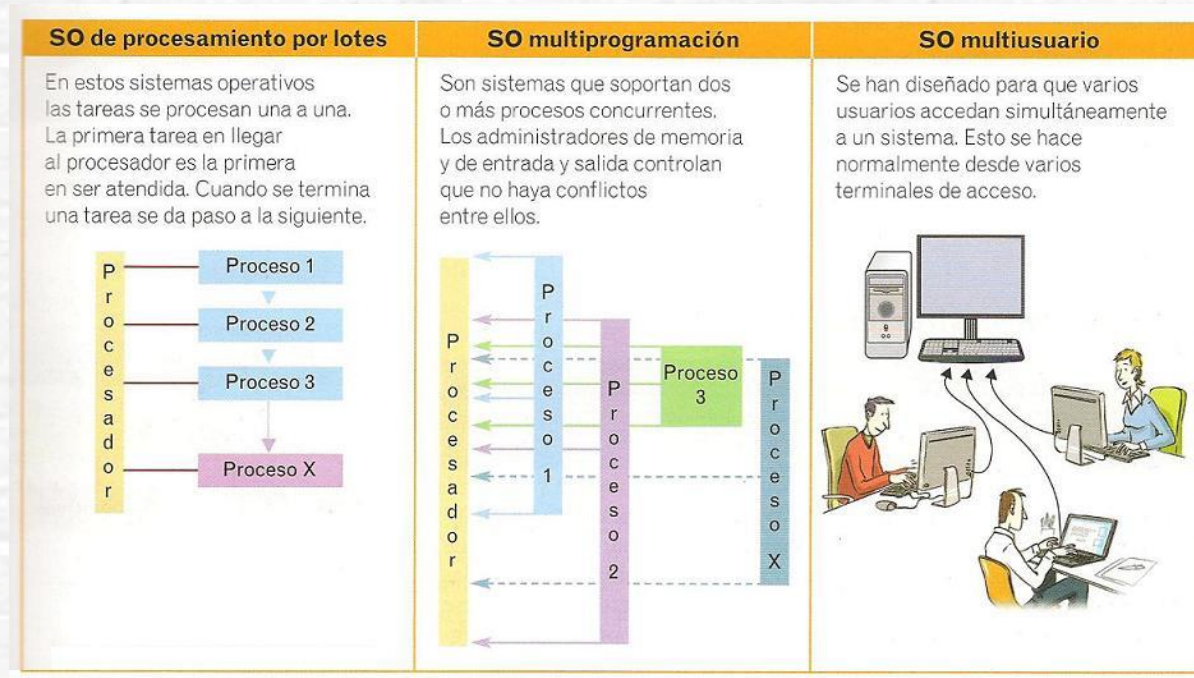 SO de procesamiento por lotes
En estos sistemas operativos
las tareas se procesan una a una.
La primera tarea en llegar
al procesador es la primera
en ser atendida. Cuando se termina
una tarea se da paso a la siguiente.
Procesador
Proceso 1
Proceso 2
Proceso 3
Proceso X
SO multiprogramación
Son sistemas que soportan dos
o más procesos concurrentes.
Los administradores de memoria
y de entrada y salida controlan
que no haya conflictos
entre ellos.
Procesador
Proceso 1
Proceso 2
Proceso
3
Proceso X
SO multiusuario
Se han diseñado para que varios
usuarios accedan simultáneamente
a un sistema. Esto se hace
normalmente desde varios
terminales de acceso.